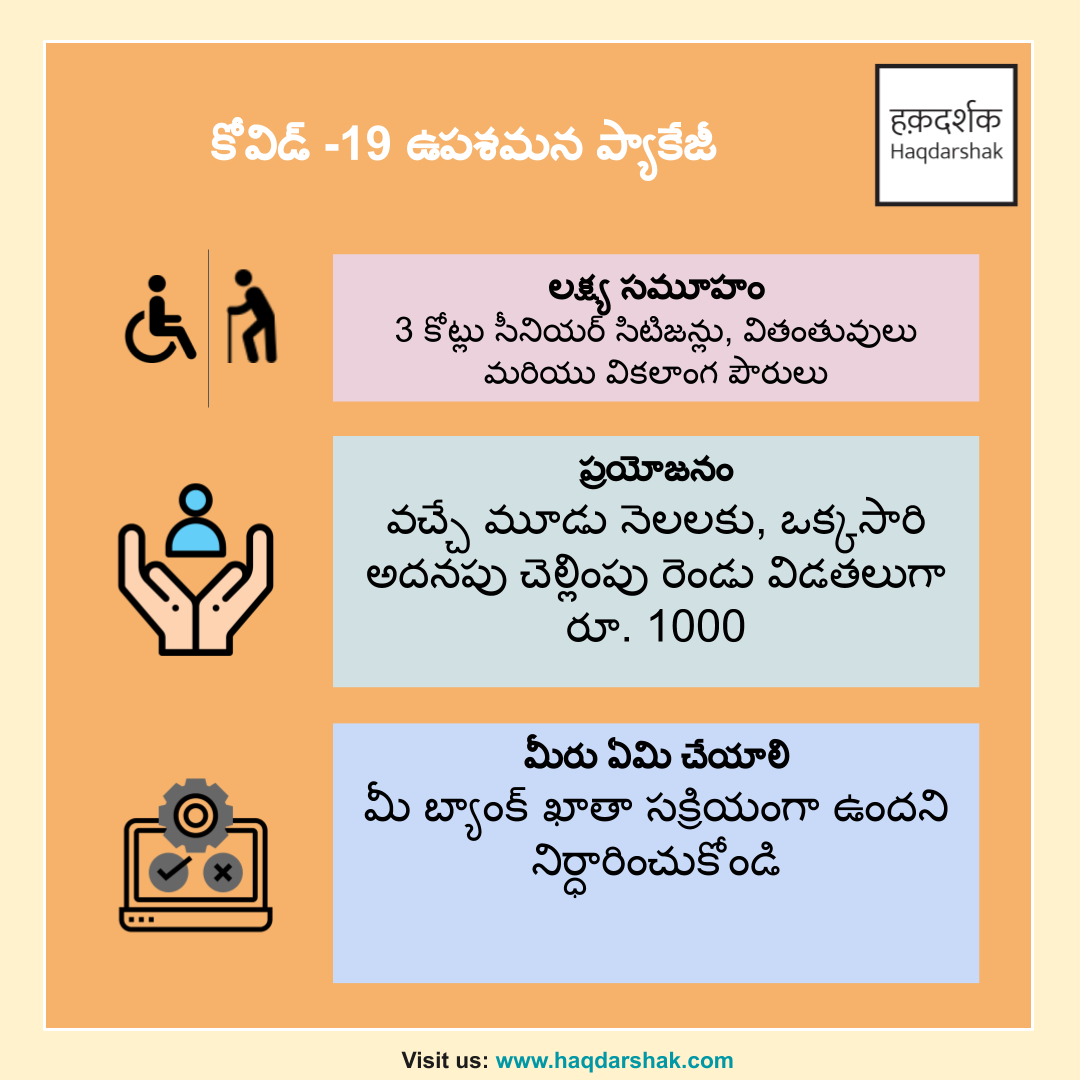 కోవిడ్ -19 ఉపశమన ప్యాకేజీ
हक़दर्शक
Haqdarshak
లక్ష్య సమూహం
3 కోట్లు సీనియర్ సిటిజన్లు, వితంతువులు
మరియు వికలాంగ పౌరులు
ప్రయోజనం
వచ్చే మూడు నెలలకు, ఒక్కసారి
అదనపు చెల్లింపు రెండు విడతలుగా
రూ. 1000
మీరు ఏమి చేయాలి
మీ బ్యాంక్ ఖాతా సక్రియంగా ఉందని
నిర్ధారించుకోండి
Visit us: www.haqdarshak.com